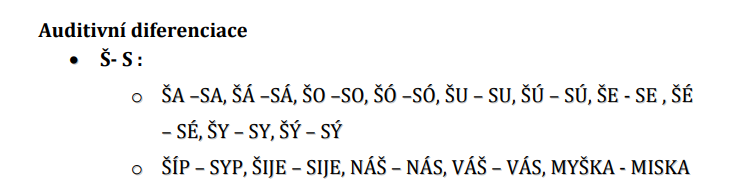 Auditivní diferenciace
• Š- S :
o ŠA –SA, ŠÁ –SÁ, ŠO –SO, ŠÓ –SÓ, ŠU – SU, ŠÚ – SÚ, ŠE - SE , ŠÉ
– SÉ, ŠY – SY, ŠÝ – SÝ
o ŠÍP – SYP, ŠIJE – SIJE, NÁŠ – NÁS, VÁŠ – VÁS, MYŠKA - MISKA